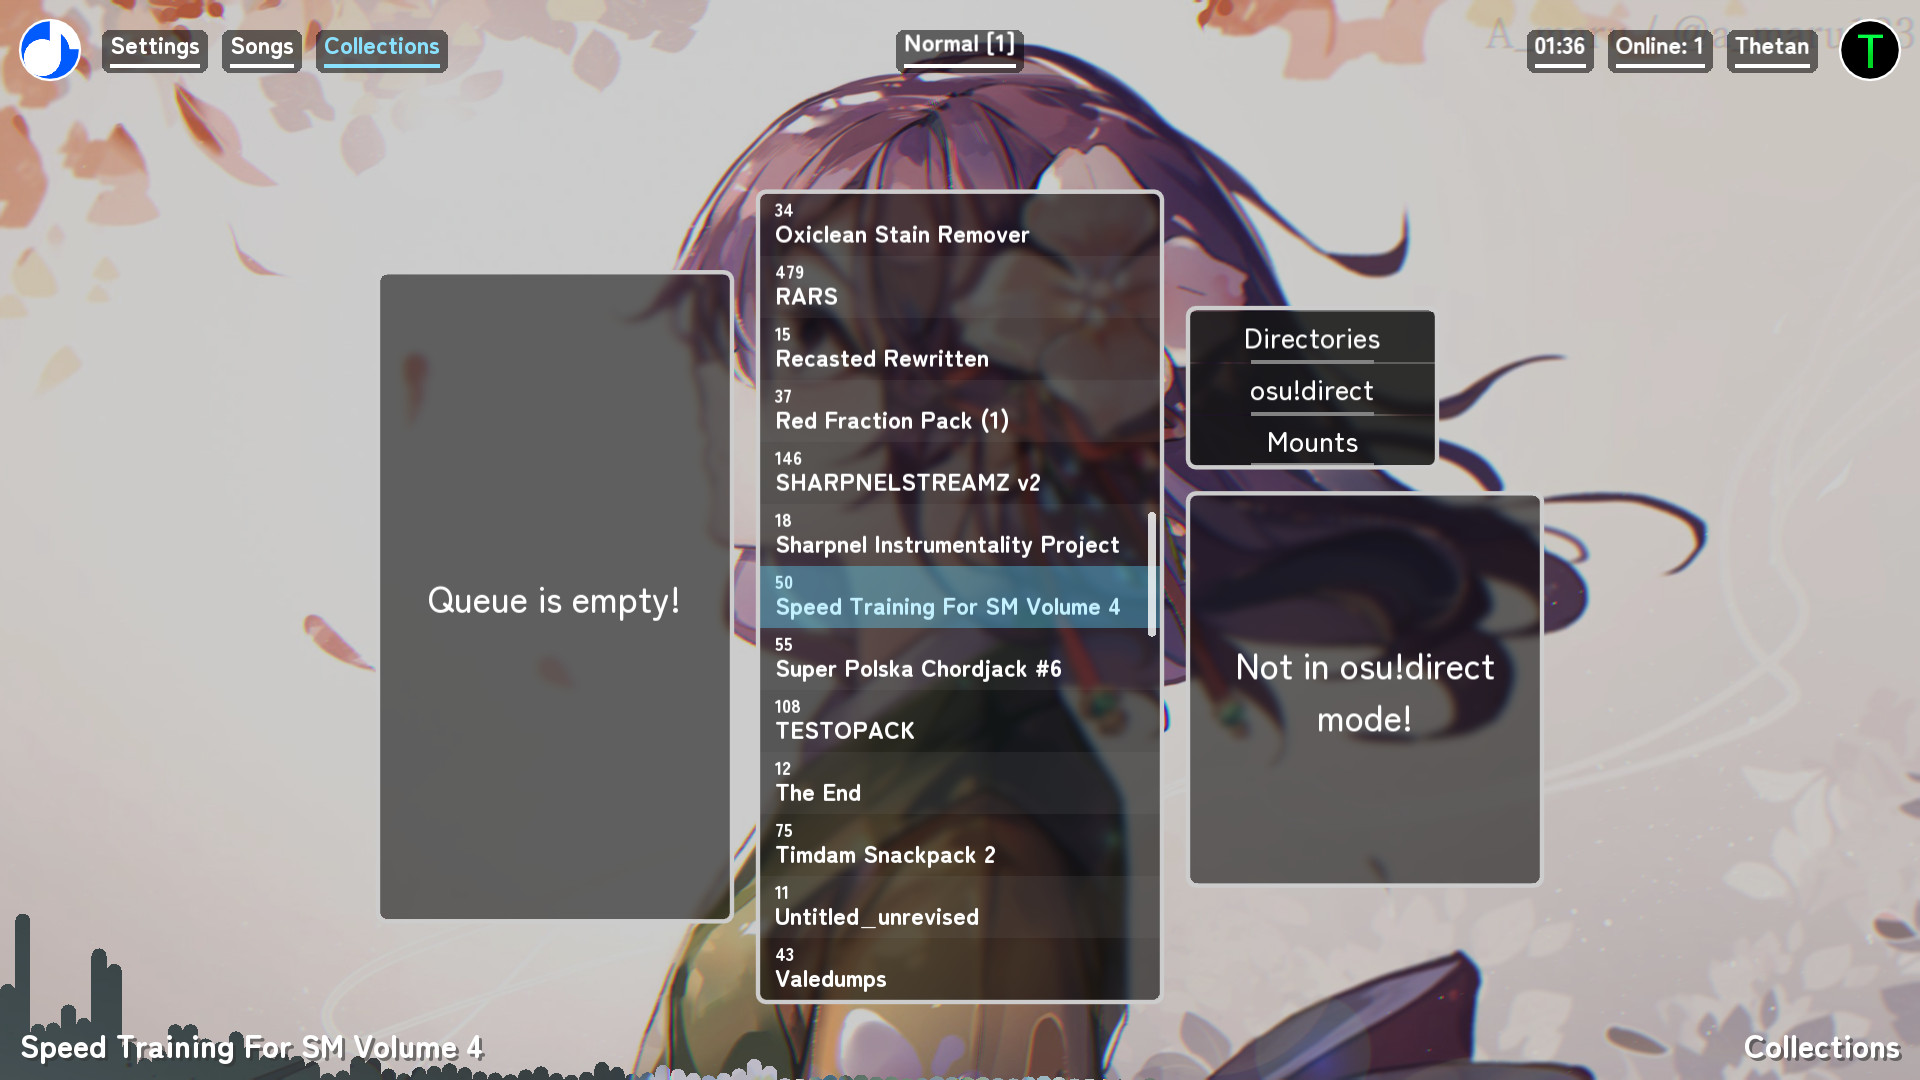 Settings
Songs
Collections
Normal [1]
01:36
Online: 1
Thetan
T
34
Oxiclean Stain Remover
479
RARS
15
Recasted Rewritten
37
Red Fraction Pack (1)
146
SHARPNELSTREAMZ v2
18
Sharpnel Instrumentality Project
50
Speed Training For SM Volume 4
55
Super Polska Chordjack #6
108
TESTOPACK
12
The End
75
Timdam Snackpack 2
11
Untitled_unrevised
43
Valedumps
Queue is empty!
Directories
osu!direct
Mounts
Not in osu!direct
mode!
Speed Training For SM Volume 4
Collections